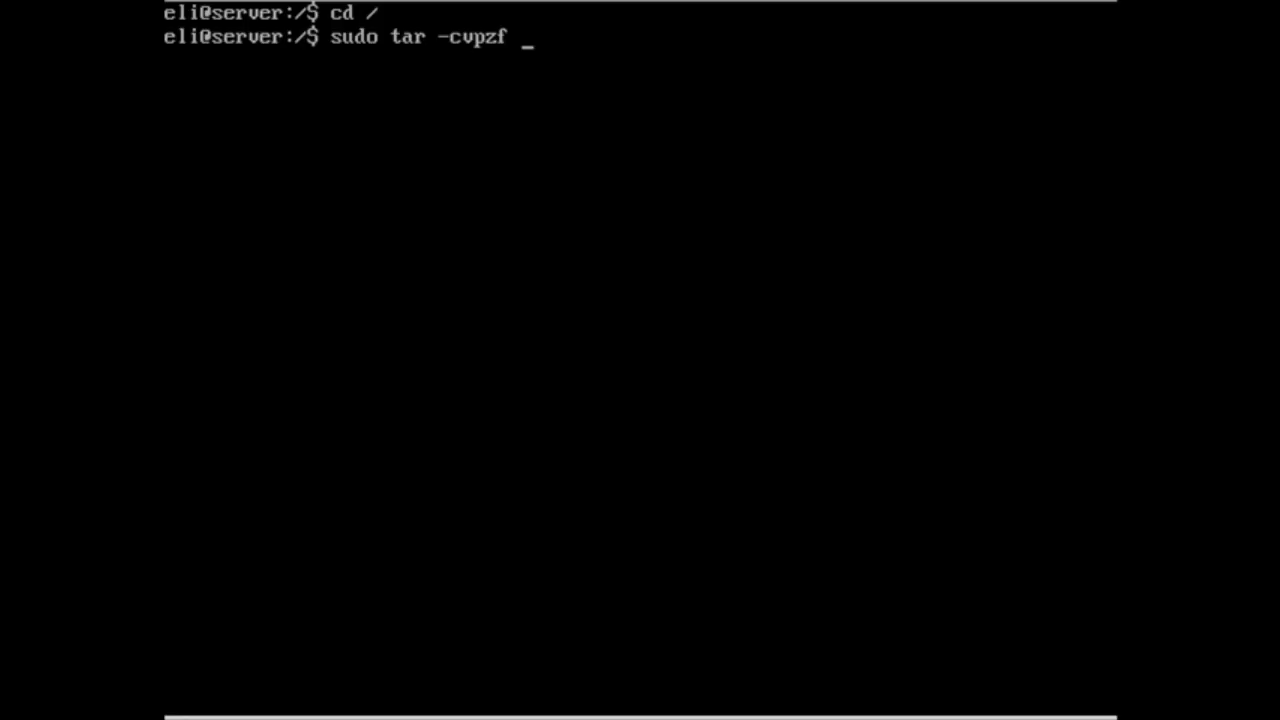 eli@server:/$ cd /
eli@server:/$ sudo tar -cvpzf _